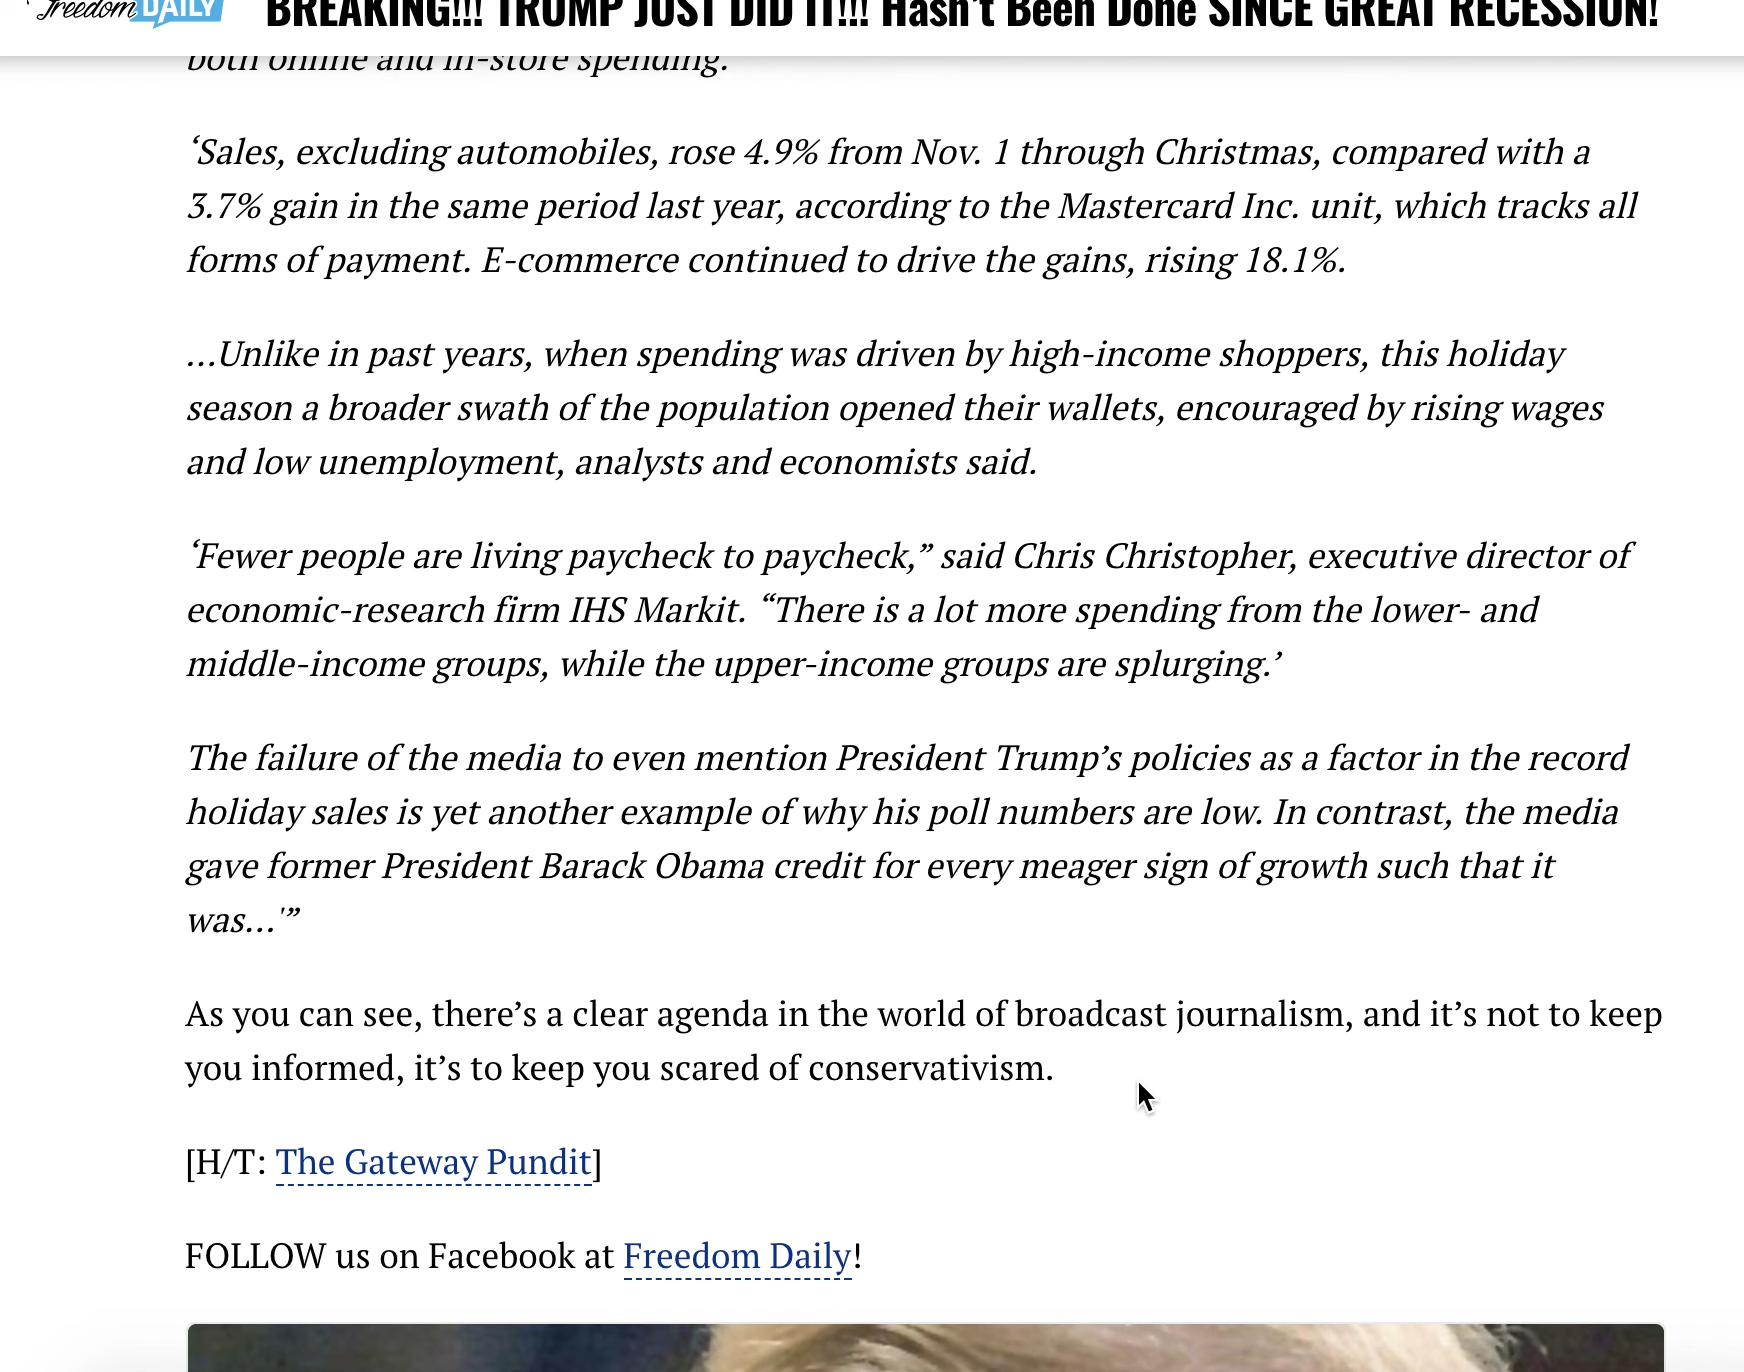 Freedom DAILY BREAKING!!! TRUMP JUST DID IT!!! Hasn't Been Done SINCE GREAT RECESSION!
both online and in-store spending.
‘Sales, excluding automobiles, rose 4.9% from Nov. 1 through Christmas, compared with a
3.7% gain in the same period last year, according to the Mastercard Inc. unit, which tracks all
forms of payment. E-commerce continued to drive the gains, rising 18.1%.
…Unlike in past years, when spending was driven by high-income shoppers, this holiday
season a broader swath of the population opened their wallets, encouraged by rising wages
and low unemployment, analysts and economists said.
‘Fewer people are living paycheck to paycheck,” said Chris Christopher, executive director of
economic-research firm IHS Markit. “There is a lot more spending from the lower- and
middle-income groups, while the upper-income groups are splurging.’
The failure of the media to even mention President Trump’s policies as a factor in the record
holiday sales is yet another example of why his poll numbers are low. In contrast, the media
gave former President Barack Obama credit for every meager sign of growth such that it
was…'”
As you can see, there’s a clear agenda in the world of broadcast journalism, and it’s not to keep
you informed, it’s to keep you scared of conservativism.
[H/T: The Gateway Pundit]
FOLLOW us on Facebook at Freedom Daily!